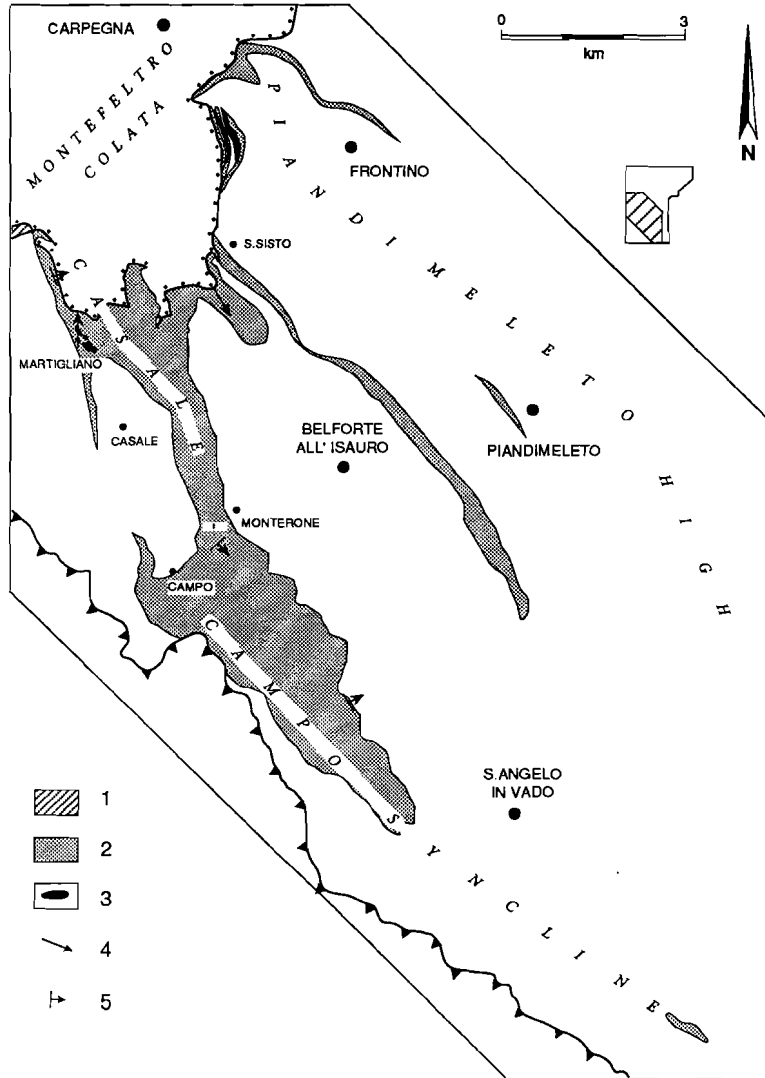 CARPEGNA
0 3
km
N
MONTEFELTRO
COLATA
PIANDIMELETO HIGH
FRONTINO
S.SISTO
MARTIGLIANO
CASALE
BELFORTE
ALL' ISAURO
PIANDIMELETO
MONTERONE
CAMPO
CASALE - CAMPO SYNCLINE
S.ANGELO
IN VADO
1
2
3
4
5